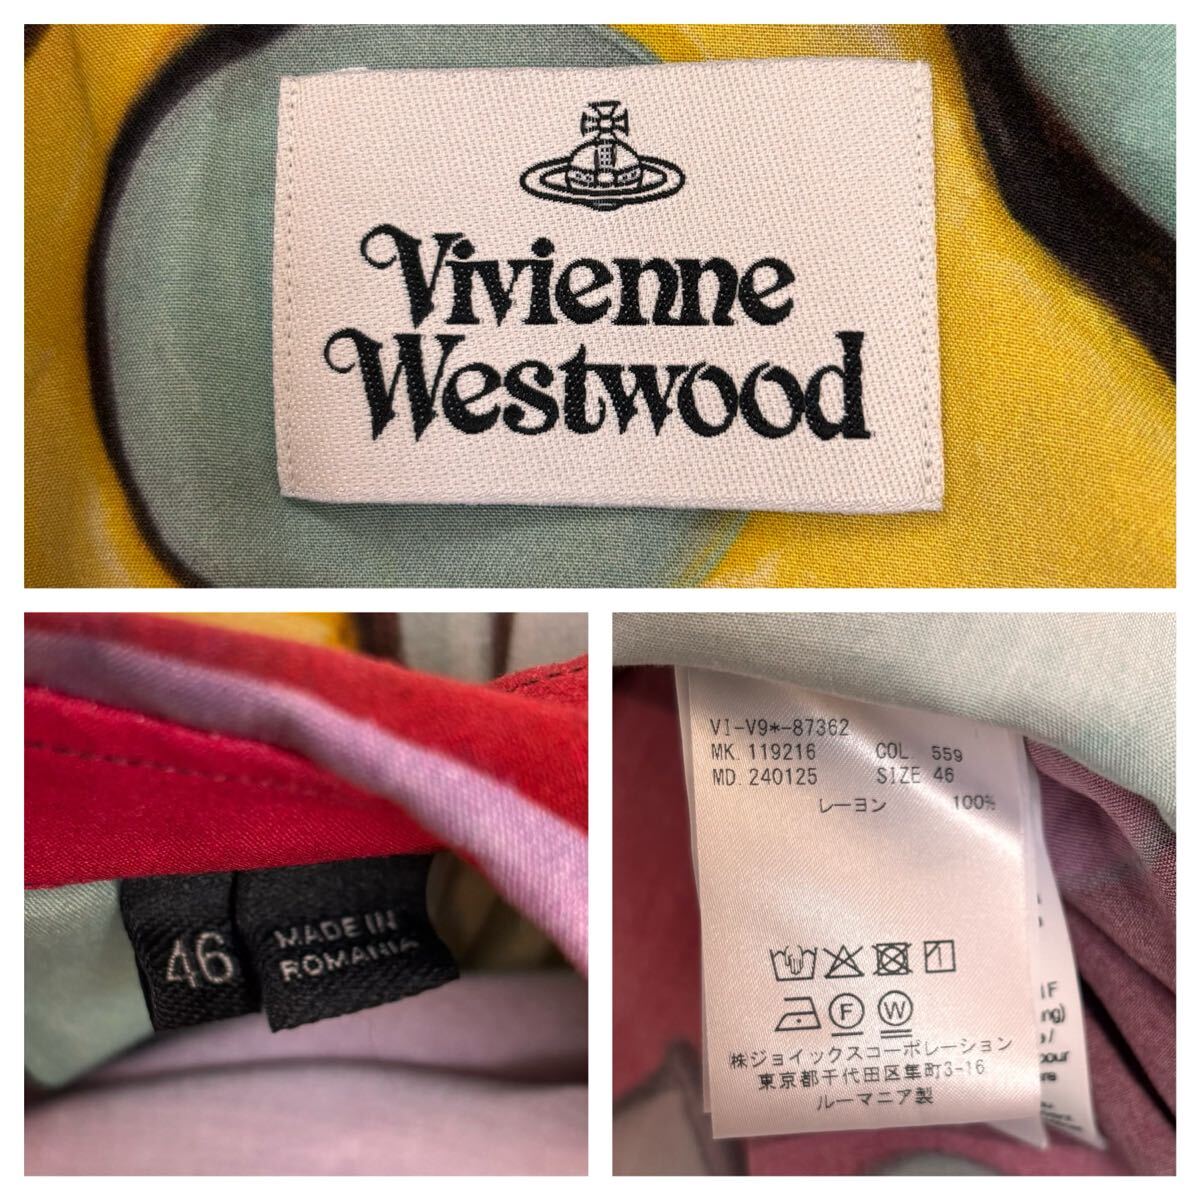 Vivienne
Westwood
46
MADE IN
ROMANIA
VI-V9*-87362
MK. 119216 COL. 559
MD. 240125 SIZE 46
レーヨン 100%
F W
株ジョイックスコーポレーション
東京都千代田区隼町3-16
ルーマニア製